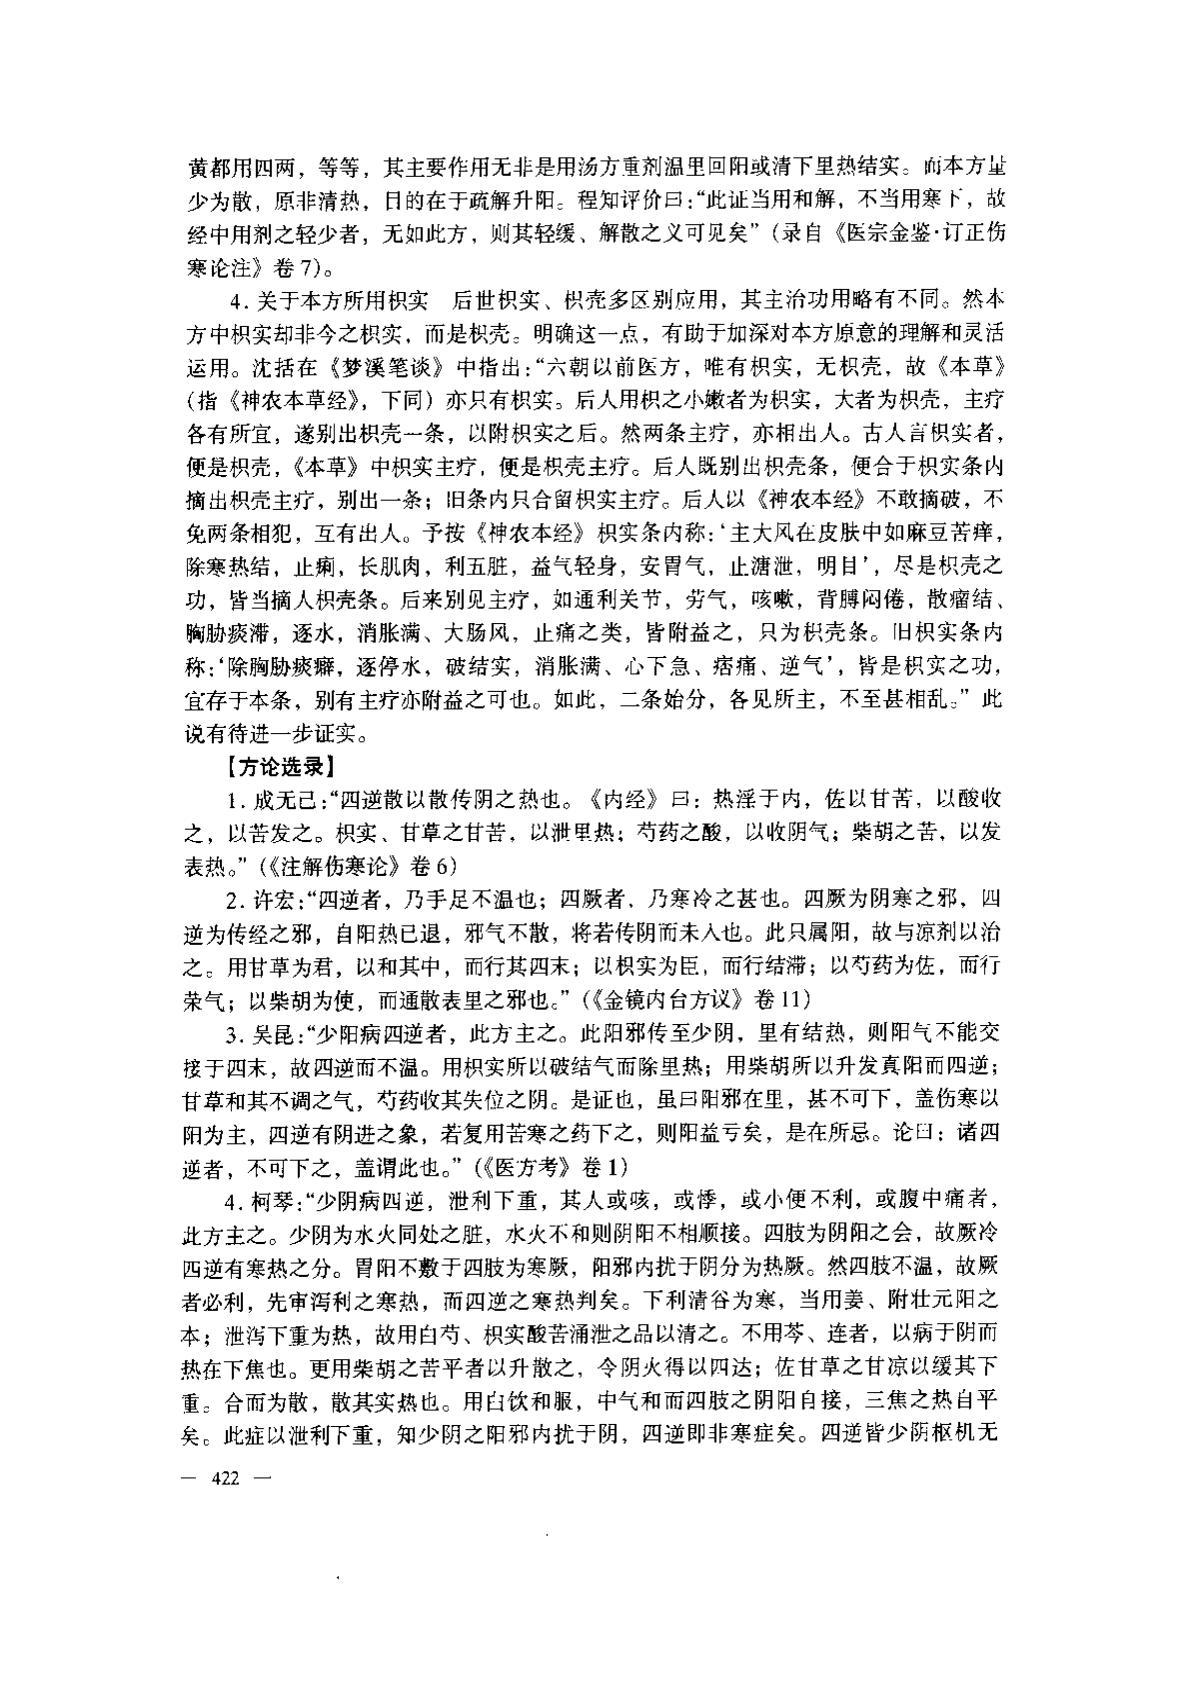 黄都用四两，等等，其主要作用无非是用汤方重剂温里回阳或清下里热结实。而本方量
少为散，原非清热，目的在于疏解升阳。程知评价曰：“此证当用和解，不当用寒下，故
经中用剂之轻少者，无如此方，则其轻缓、解散之义可见矣”（录自《医宗金鉴·订正伤
寒论注》卷7）。
4. 关于本方所用枳实　后世枳实、枳壳多区别应用，其主治功用略有不同。然本
方中枳实却非今之枳实，而是枳壳。明确这一点，有助于加深对本方原意的理解和灵活
运用。沈括在《梦溪笔谈》中指出：“六朝以前医方，唯有枳实，无枳壳，故《本草》
（指《神农本草经》，下同）亦只有枳实。后人用枳之小嫩者为枳实，大者为枳壳，主疗
各有所宜，遂别出枳壳一条，以附枳实之后。然两条主疗，亦相出人。古人言枳实者，
便是枳壳，《本草》中枳实主疗，便是枳壳主疗。后人既别出枳壳条，便合于枳实条内
摘出枳壳主疗，别出一条；旧条内只合留枳实主疗。后人以《神农本经》不敢摘破，不
免两条相犯，互有出人。予按《神农本经》枳实条内称：‘主大风在皮肤中如麻豆苦痒，
除寒热结，止痢，长肌肉，利五脏，益气轻身，安胃气，止溏泄，明目’，尽是枳壳之
功，皆当摘人枳壳条。后来别见主疗，如通利关节，劳气，咳嗽，背膊闷倦，散瘤结、
胸胁痰滞，逐水，消胀满、大肠风，止痛之类，皆附益之，只为枳壳条。旧枳实条内
称：‘除胸胁痰癖，逐停水，破结实，消胀满、心下急、痞痛、逆气’，皆是枳实之功，
宜存于本条，别有主疗亦附益之可也。如此，二条始分，各见所主，不至甚相乱。”此
说有待进一步证实。
【方论选录】
1. 成无己：“四逆散以散传阴之热也。《内经》曰：热淫于内，佐以甘苦，以酸收
之，以苦发之。枳实、甘草之甘苦，以泄里热；芍药之酸，以收阴气；柴胡之苦，以发
表热。”（《注解伤寒论》卷6）
2. 许宏：“四逆者，乃手足不温也；四厥者，乃寒冷之甚也。四厥为阴寒之邪，四
逆为传经之邪，自阳热已退，邪气不散，将若传阴而未入也。此只属阳，故与凉剂以治
之。用甘草为君，以和其中，而行其四末；以枳实为臣，而行结滞；以芍药为佐，而行
荣气；以柴胡为使，而通散表里之邪也。”（《金镜内台方议》卷11）
3. 吴昆：“少阳病四逆者，此方主之。此阳邪传至少阴，里有结热，则阳气不能交
接于四末，故四逆而不温。用枳实所以破结气而除里热；用柴胡所以升发真阳而四逆；
甘草和其不调之气，芍药收其失位之阴。是证也，虽曰阳邪在里，甚不可下，盖伤寒以
阳为主，四逆有阴进之象，若复用苦寒之药下之，则阳益亏矣，是在所忌。论曰：诸四
逆者，不可下之，盖谓此也。”（《医方考》卷1）
4. 柯琴：“少阴病四逆，泄利下重，其人或咳，或悸，或小便不利，或腹中痛者，
此方主之。少阴为水火同处之脏，水火不和则阴阳不相顺接。四肢为阴阳之会，故厥冷
四逆有寒热之分。胃阳不敷于四肢为寒厥，阳邪内扰于阴分为热厥。然四肢不温，故厥
者必利，先审泻利之寒热，而四逆之寒热判矣。下利清谷为寒，当用姜、附壮元阳之
本；泄泻下重为热，故用白芍、枳实酸苦涌泄之品以清之。不用芩、连者，以病于阴而
热在下焦也。更用柴胡之苦平者以升散之，令阴火得以四达；佐甘草之甘凉以缓其下
重。合而为散，散其实热也。用白饮和服，中气和而四肢之阴阳自接，三焦之热自平
矣。此症以泄利下重，知少阴之阳邪内扰于阴，四逆即非寒症矣。四逆皆少阴枢机无
— 422 —